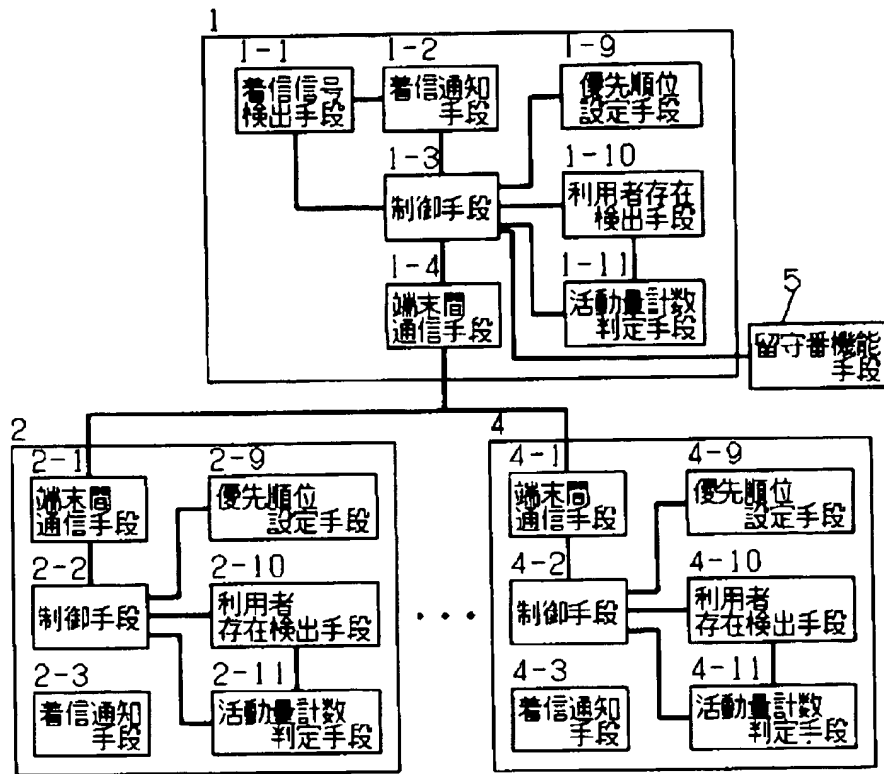 1
1-1
1-2
1-9
着信信号
検出手段
着信通知
手段
優先順位
設定手段
1-3
1-10
制御手段
利用者存在
検出手段
1-4
1-11
端末間
通信手段
活動量計数
判定手段
5
留守番機能
手段
2
2-1
2-9
端末間
通信手段
優先順位
設定手段
2-2
2-10
制御手段
利用者
存在検出手段
2-3
2-11
着信通知
手段
活動量計数
判定手段
・・・
4
4-1
4-9
端末間
通信手段
優先順位
設定手段
4-2
4-10
制御手段
利用者
存在検出手段
4-3
4-11
着信通知
手段
活動量計数
判定手段